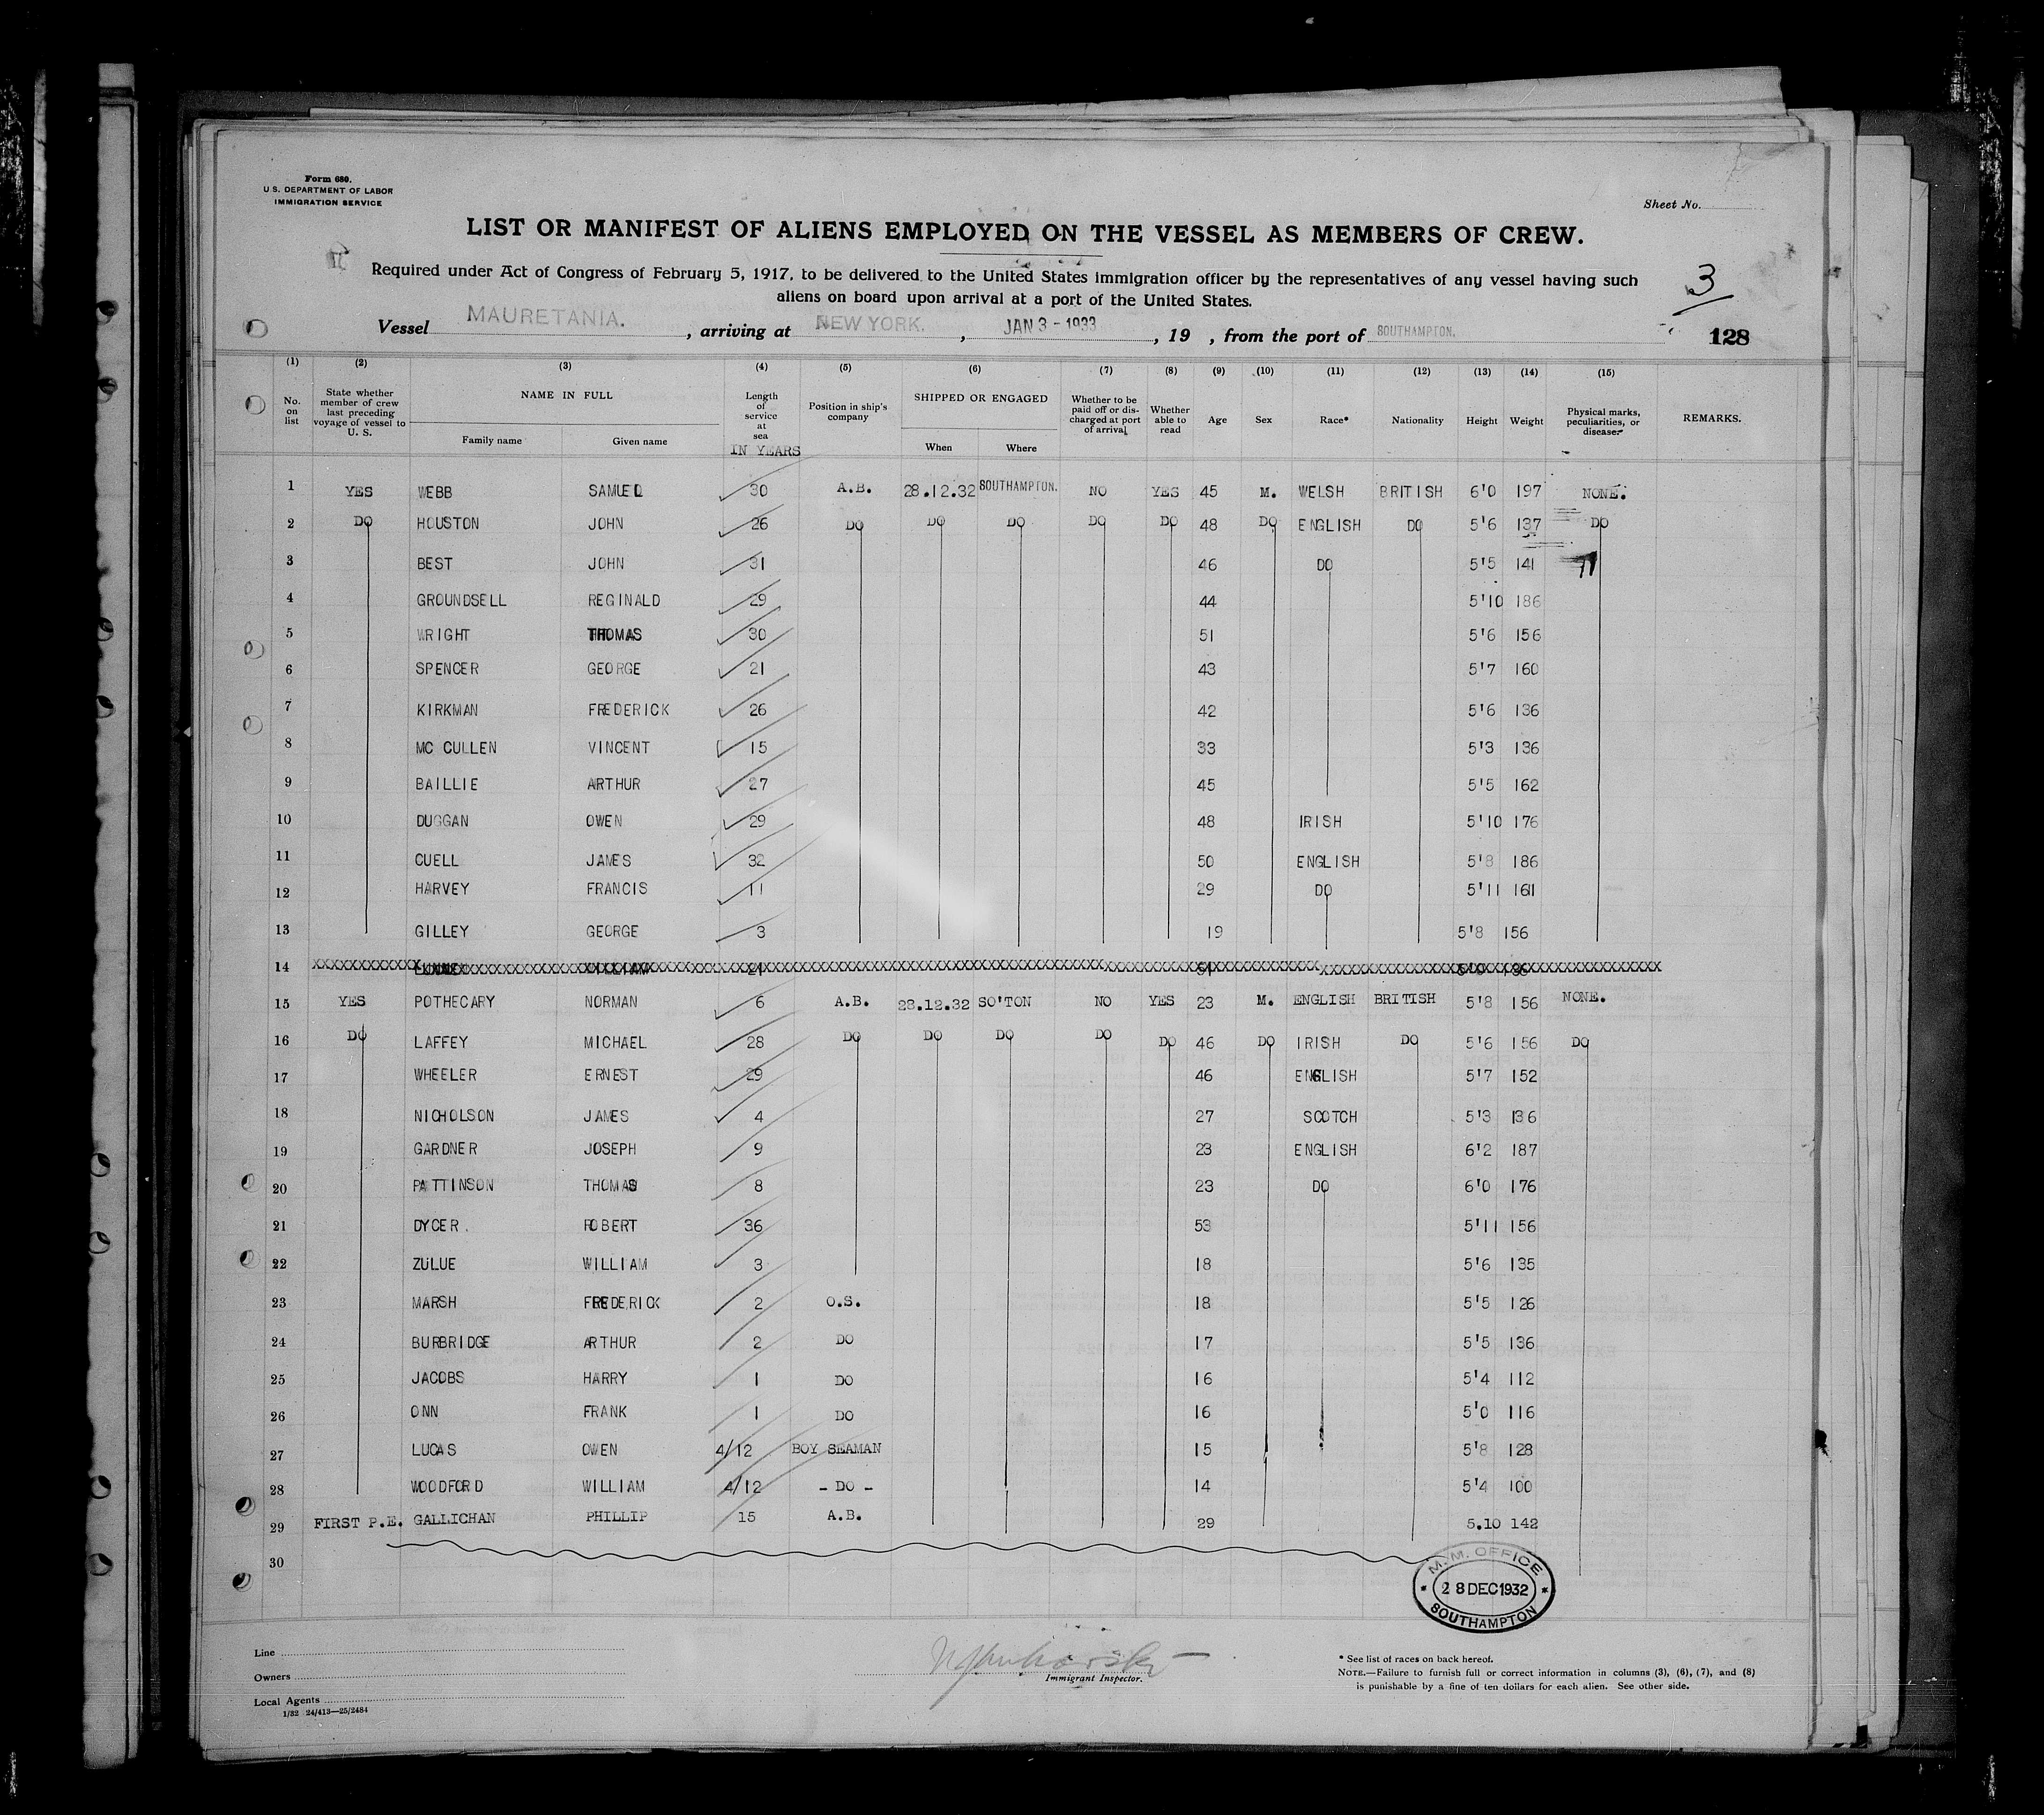 Form 680.
U.S. DEPARTMENT OF LABOR
IMMIGRATION SERVICE
Sheet No.
LIST OR MANIFEST OF ALIENS EMPLOYED ON THE VESSEL AS MEMBERS OF CREW.
Required under Act of Congress of February 5, 1917, to be delivered to the United States immigration officer by the representatives of any vessel having such
aliens on board upon arrival at a port of the United States.
3
Vessel MAURETANIA. , arriving at NEW YORK. , JAN 3 - 1933 , 19 , from the port of SOUTHAMPTON.
128
(1) (2) (3) (4) (5) (6) (7) (8) (9) (10) (11) (12) (13) (14) (15)
No. on list State whether member of crew last preceding voyage of vessel to U. S. NAME IN FULL Family name Given name Length of service at sea IN YEARS Position in ship's company SHIPPED OR ENGAGED When Where Whether to be paid off or discharged at port of arrival Whether able to read Age Sex Race* Nationality Height Weight Physical marks, peculiarities, or disease REMARKS.
1 YES WEBB SAMUEL 30 A.B. 28.12.32 SOUTHAMPTON. NO YES 45 M. WELSH BRITISH 6'0 197 NONE.
2 DO HOUSTON JOHN 26 DO DO DO DO DO 48 DO ENGLISH DO 5'6 137 DO
3 BEST JOHN 31 46 DO 5'5 141
4 GROUNDSELL REGINALD 29 44 5'10 186
5 WRIGHT THOMAS 30 51 5'6 156
6 SPENCER GEORGE 21 43 5'7 160
7 KIRKMAN FREDERICK 26 42 5'6 136
8 MC CULLEN VINCENT 15 33 5'3 136
9 BAILLIE ARTHUR 27 45 5'5 162
10 DUGGAN OWEN 29 48 IRISH 5'10 176
11 CUELL JAMES 32 50 ENGLISH 5'8 186
12 HARVEY FRANCIS 11 29 DO 5'11 161
13 GILLEY GEORGE 3 19 5'8 156
14
15 YES POTHECARY NORMAN 6 A.B. 28.12.32 SO'TON NO YES 23 M. ENGLISH BRITISH 5'8 156 NONE.
16 DO LAFFEY MICHAEL 28 DO DO DO DO DO 46 DO IRISH DO 5'6 156 DO
17 WHEELER ERNEST 29 46 ENGLISH 5'7 152
18 NICHOLSON JAMES 4 27 SCOTCH 5'3 136
19 GARDNER JOSEPH 9 23 ENGLISH 6'2 187
20 PATTINSON THOMAS 8 23 DO 6'0 176
21 DYCER. ROBERT 36 53 5'11 156
22 ZULUE WILLIAM 3 18 5'6 135
23 MARSH FREDERICK 2 O.S. 18 5'5 126
24 BURBRIDGE ARTHUR 2 DO 17 5'5 136
25 JACOBS HARRY 1 DO 16 5'4 112
26 ONN FRANK 1 DO 16 5'0 116
27 LUCAS OWEN 4/12 BOY SEAMAN 15 5'8 128
28 WOODFORD WILLIAM 4/12 - DO - 14 5'4 100
29 FIRST P.E. GALLICHAN PHILLIP 15 A.B. 29 5.10 142
30
M.M. OFFICE
* 28 DEC 1932 *
SOUTHAMPTON
Line
Owners
Local Agents
1/32 24/413—25/2484
Immigrant Inspector.
* See list of races on back hereof.
NOTE.—Failure to furnish full or correct information in columns (3), (6), (7), and (8)
is punishable by a fine of ten dollars for each alien. See other side.